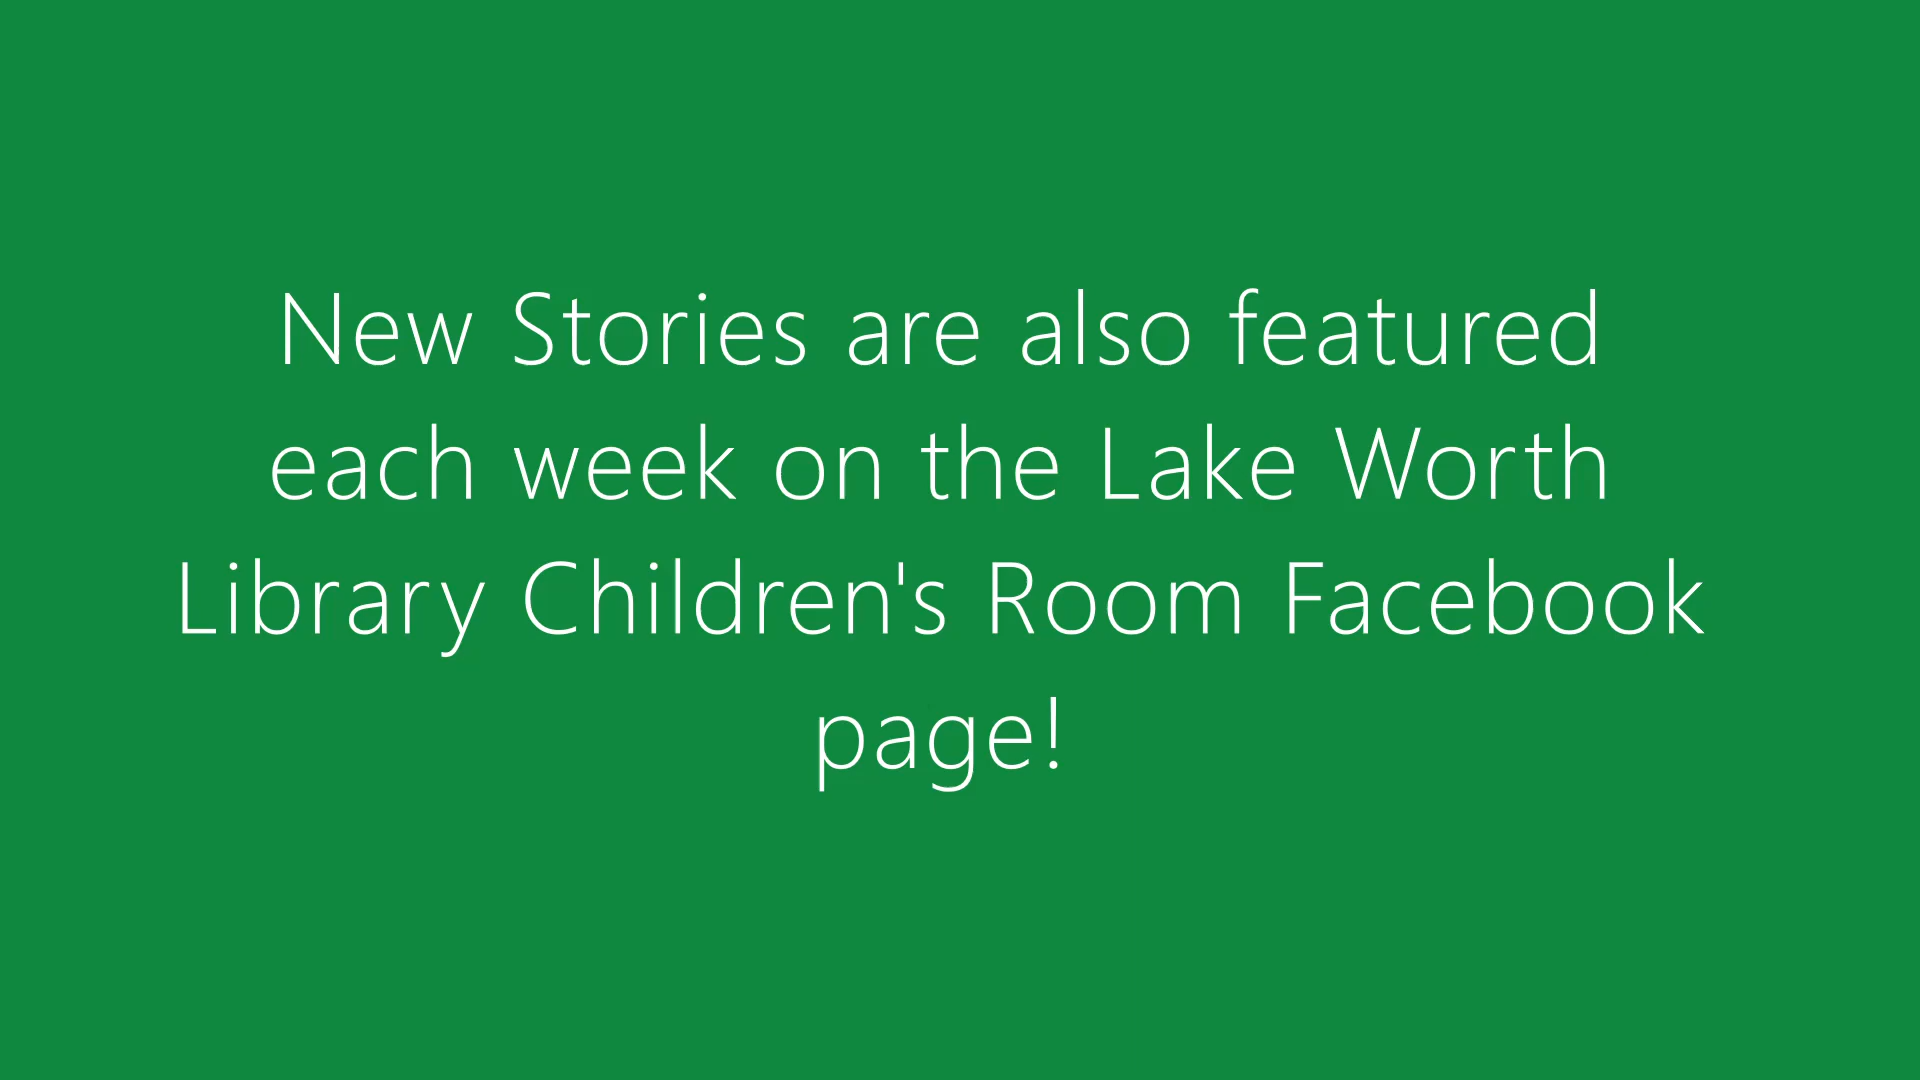 New Stories are also featured
each week on the Lake Worth
Library Children's Room Facebook
page!